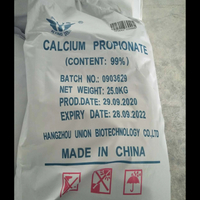 CALCIUM PROPIONATE
(CONTENT: 99%)
BATCH NO.: 0903829
NET WEIGHT: 25.0KG
PROD.DATE: 29.09.2020
EXPIRY DATE: 28.09.2022
HANGZHOU UNION BIOTECHNOLOGY CO.,LTD
MADE IN CHINA